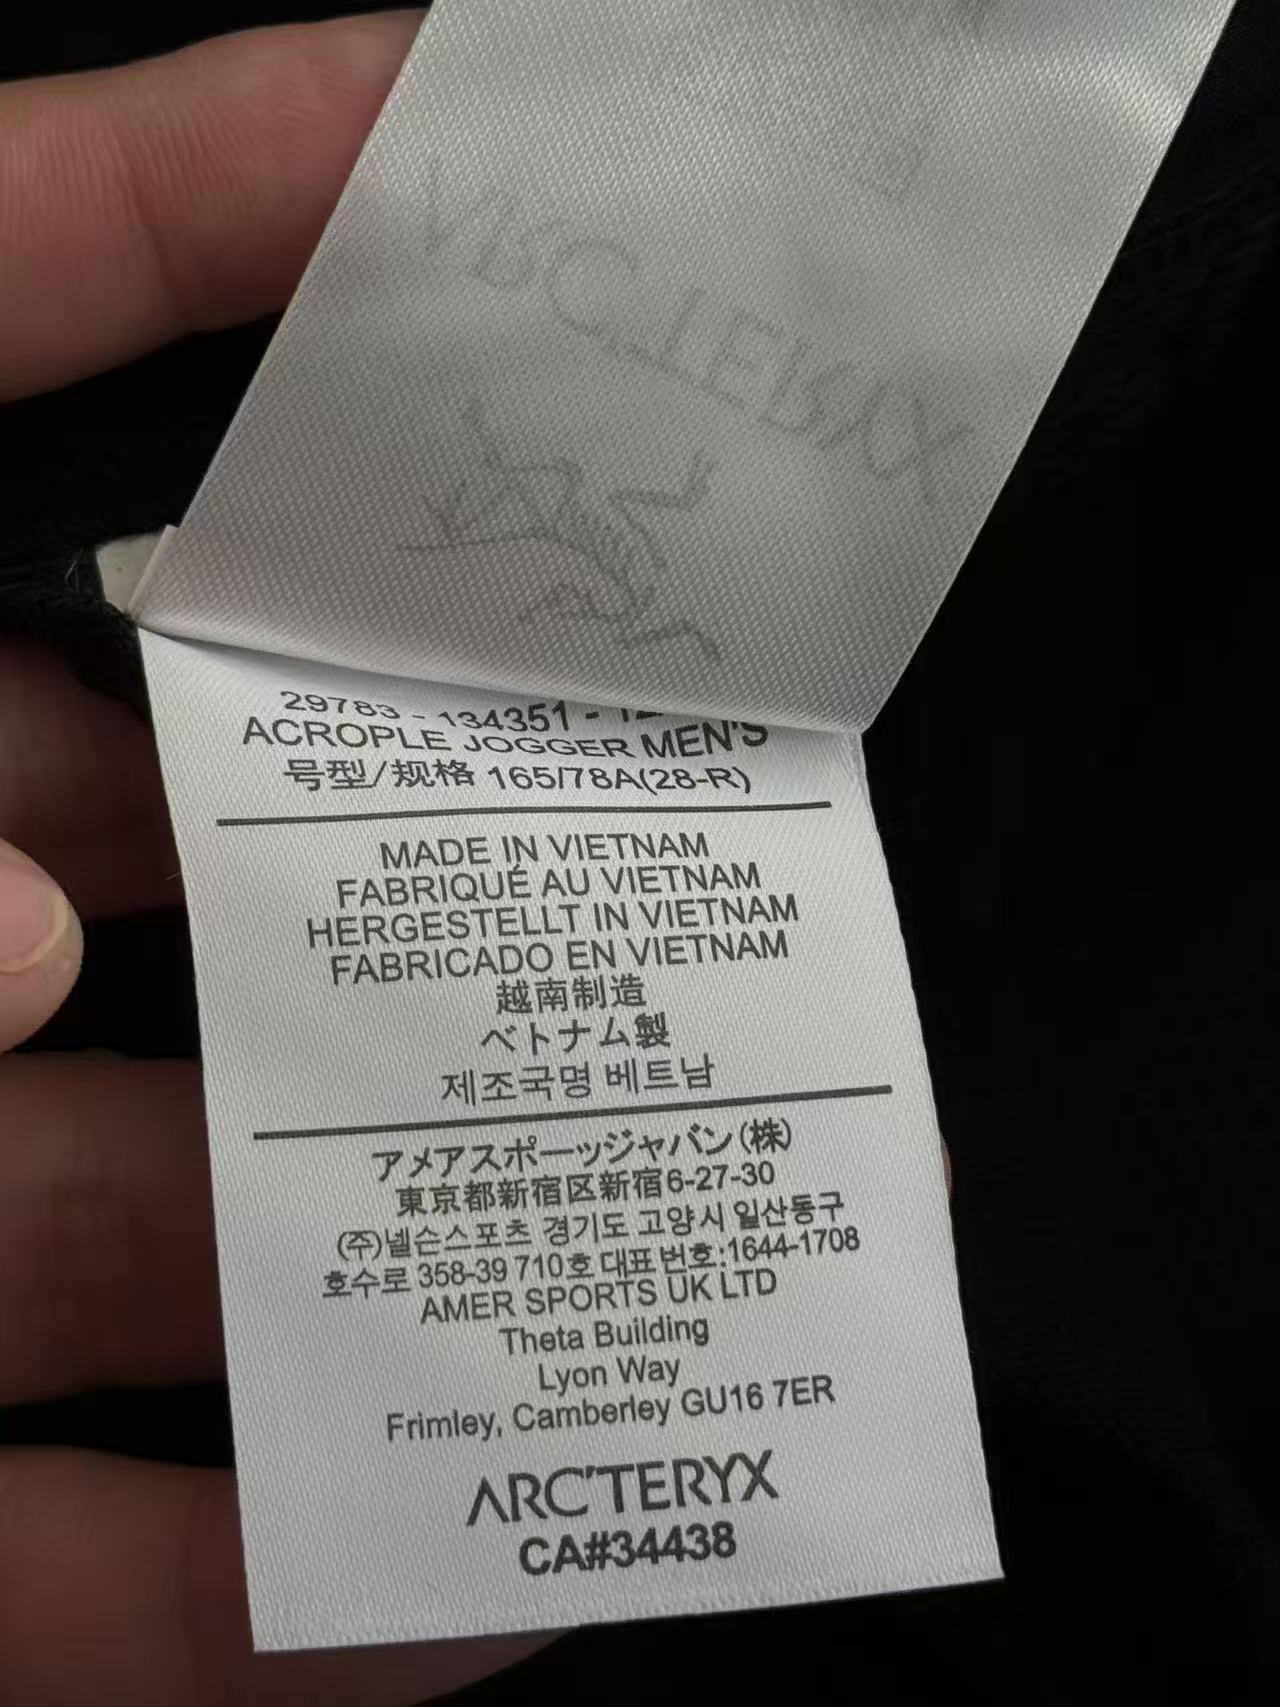 ARC'TERYX
29783 - 134351 -
ACROPLE JOGGER MEN'S
号型/规格 165/78A(28-R)
MADE IN VIETNAM
FABRIQUÉ AU VIETNAM
HERGESTELLT IN VIETNAM
FABRICADO EN VIETNAM
越南制造
ベトナム製
제조국명 베트남
アメアスポーツジャパン(株)
東京都新宿区新宿6-27-30
(주)넬슨스포츠 경기도 고양시 일산동구
호수로 358-39 710호 대표번호:1644-1708
AMER SPORTS UK LTD
Theta Building
Lyon Way
Frimley, Camberley GU16 7ER
ARC'TERYX
CA#34438